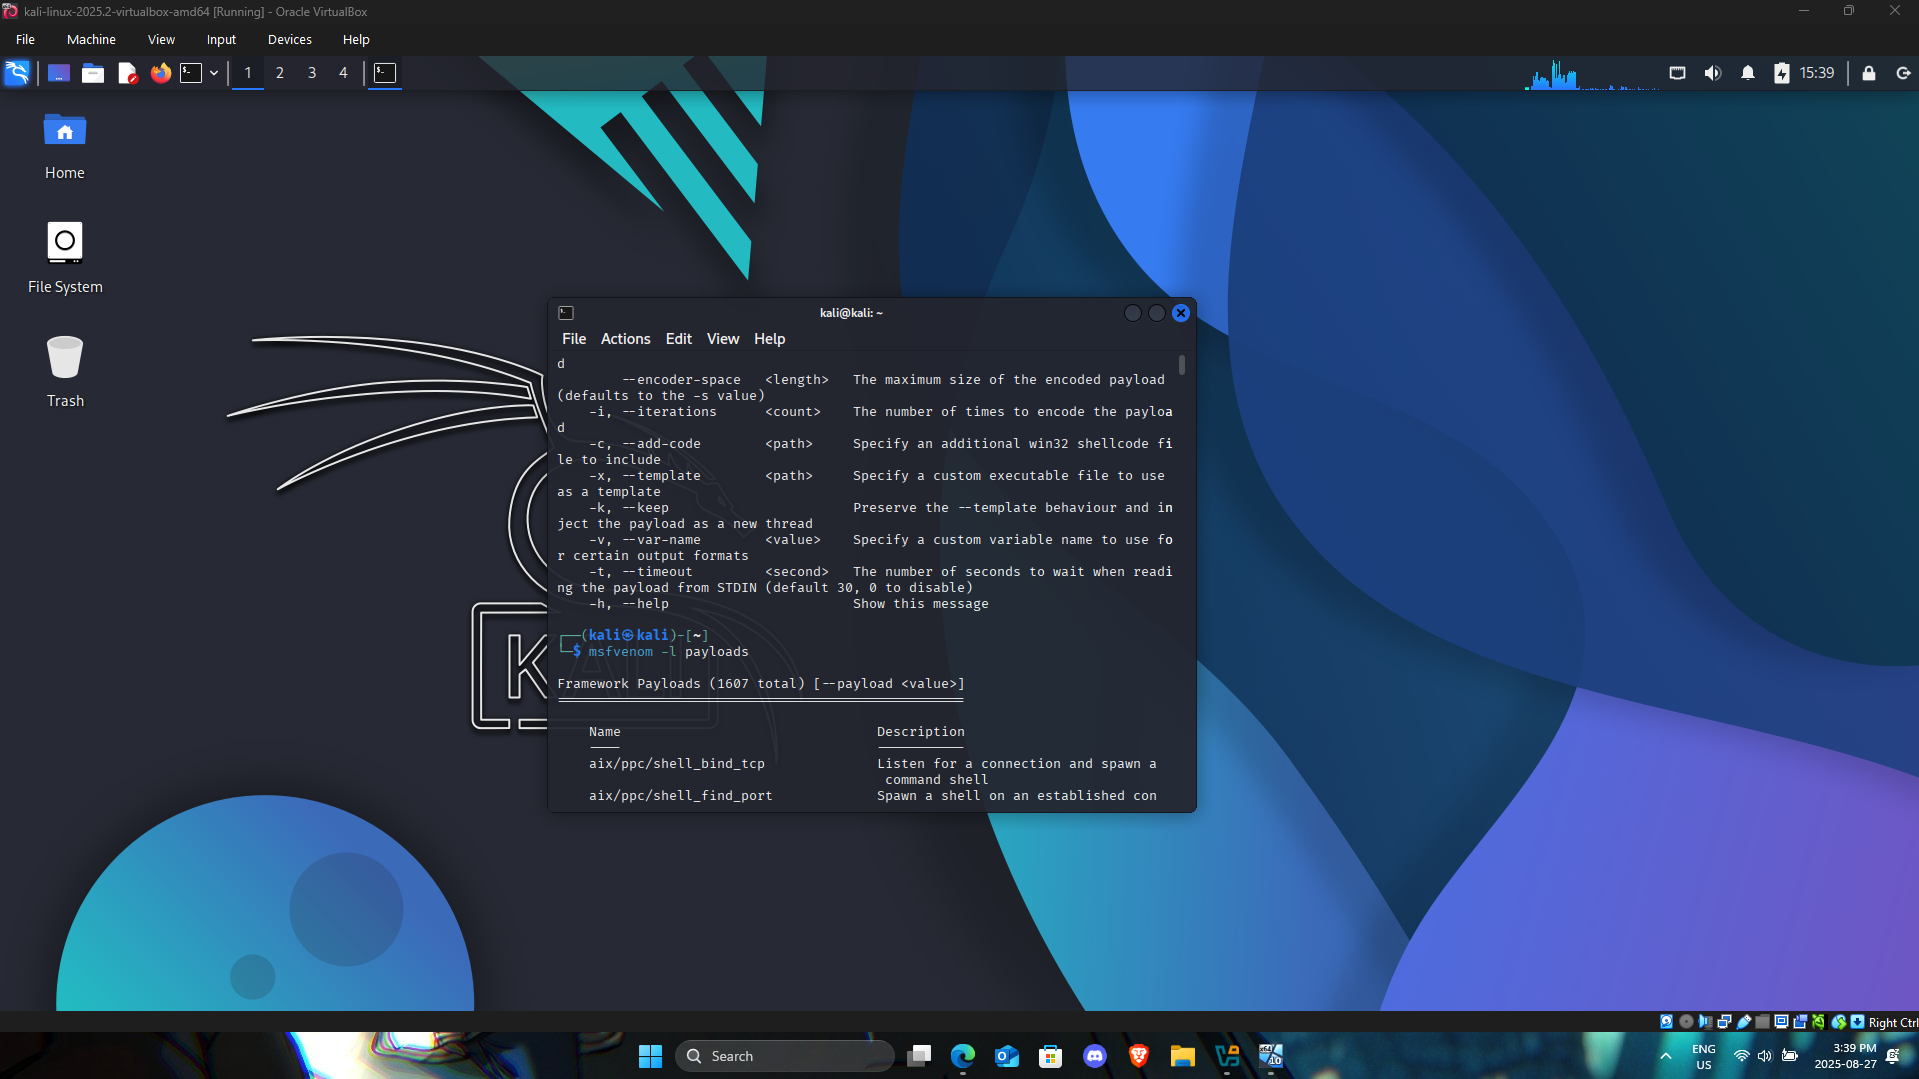 kali-linux-2025.2-virtualbox-amd64 [Running] - Oracle VirtualBox
File Machine View Input Devices Help
1 2 3 4 15:39
Home
File System
Trash
kali@kali: ~
File Actions Edit View Help
d
--encoder-space <length> The maximum size of the encoded payload
(defaults to the -s value)
-i, --iterations <count> The number of times to encode the payloa
d
-c, --add-code <path> Specify an additional win32 shellcode fi
le to include
-x, --template <path> Specify a custom executable file to use
as a template
-k, --keep Preserve the --template behaviour and in
ject the payload as a new thread
-v, --var-name <value> Specify a custom variable name to use fo
r certain output formats
-t, --timeout <second> The number of seconds to wait when readi
ng the payload from STDIN (default 30, 0 to disable)
-h, --help Show this message
┌──(kali㉿kali)-[~]
└─$ msfvenom -l payloads
Framework Payloads (1607 total) [--payload <value>]
Name Description
aix/ppc/shell_bind_tcp Listen for a connection and spawn a
command shell
aix/ppc/shell_find_port Spawn a shell on an established con
Right Ctrl
Search
ENG
US
3:39 PM
2025-08-27